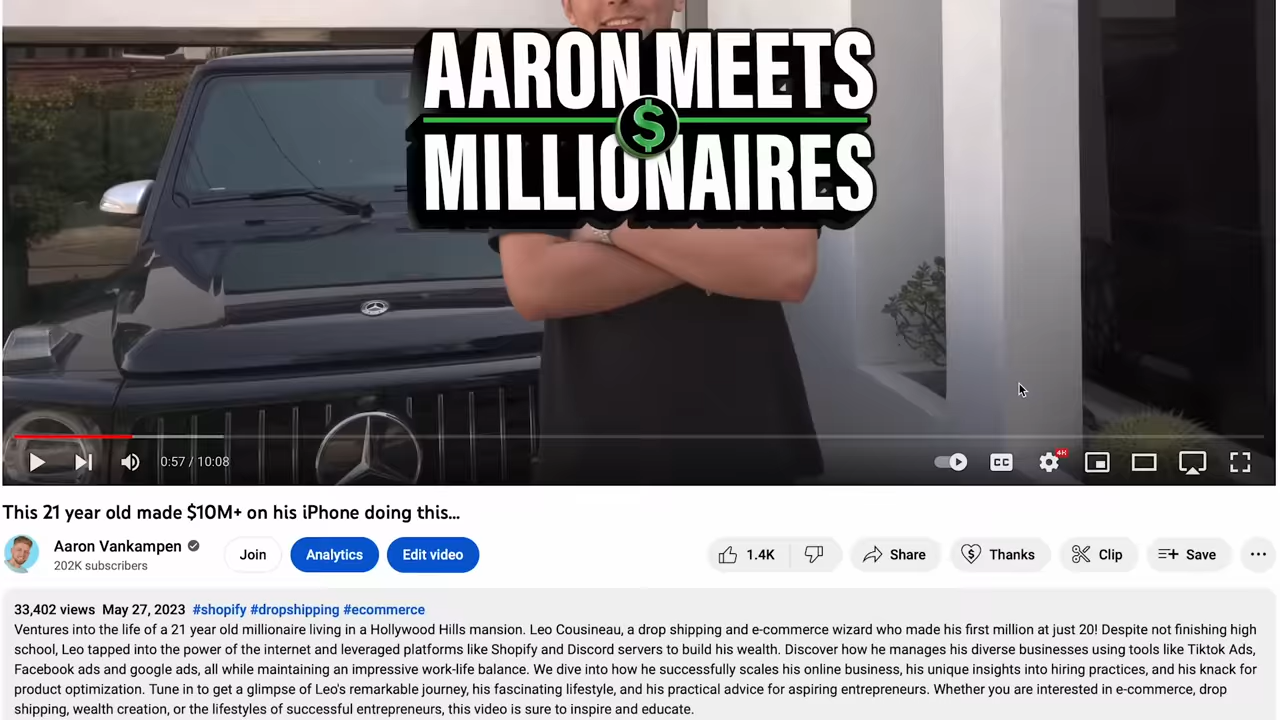 AARON MEETS
$
MILLIONAIRES
0:57 / 10:08
CC
4K
This 21 year old made $10M+ on his iPhone doing this...
Aaron Vankampen
202K subscribers
Join
Analytics
Edit video
1.4K
Share
Thanks
Clip
Save
33,402 views May 27, 2023 #shopify #dropshipping #ecommerce
Ventures into the life of a 21 year old millionaire living in a Hollywood Hills mansion. Leo Cousineau, a drop shipping and e-commerce wizard who made his first million at just 20! Despite not finishing high
school, Leo tapped into the power of the internet and leveraged platforms like Shopify and Discord servers to build his wealth. Discover how he manages his diverse businesses using tools like Tiktok Ads,
Facebook ads and google ads, all while maintaining an impressive work-life balance. We dive into how he successfully scales his online business, his unique insights into hiring practices, and his knack for
product optimization. Tune in to get a glimpse of Leo's remarkable journey, his fascinating lifestyle, and his practical advice for aspiring entrepreneurs. Whether you are interested in e-commerce, drop
shipping, wealth creation, or the lifestyles of successful entrepreneurs, this video is sure to inspire and educate.